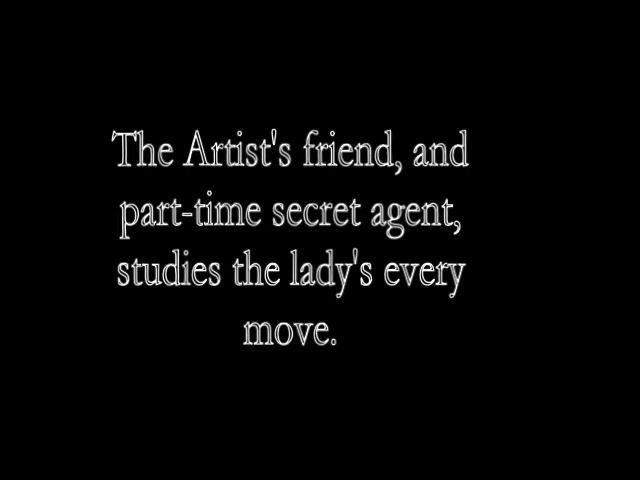 The Artist's friend, and
part-time secret agent,
studies the lady's every
move.